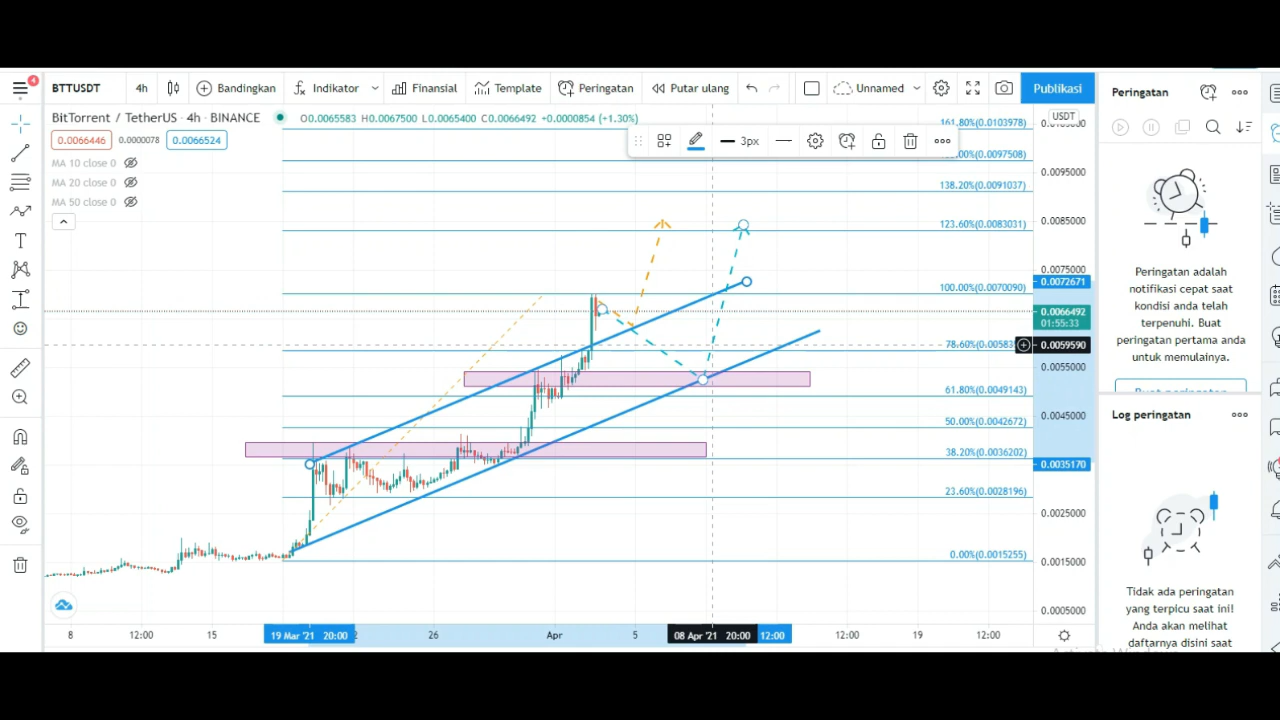 4
BTTUSDT
4h
Bandingkan
Indikator
Finansial
Template
Peringatan
Putar ulang
Unnamed
Publikasi
Peringatan
BitTorrent / TetherUS · 4h · BINANCE
O0.0065583 H0.0067500 L0.0065400 C0.0066492 +0.0000854 (+1.30%)
0.0066446
0.0000078
0.0066524
MA 10 close 0
MA 20 close 0
MA 50 close 0
3px
USDT
161.80%(0.0103978)
138.20%(0.0091037)
123.60%(0.0083031)
100.00%(0.0070090)
61.80%(0.0049143)
50.00%(0.0042672)
38.20%(0.0036202)
23.60%(0.0028196)
0.00%(0.0015255)
0.0095000
0.0085000
0.0075000
0.0072671
0.0066492
01:55:33
0.0059590
0.0055000
0.0045000
0.0035170
0.0025000
0.0015000
0.0005000
8
12:00
15
19 Mar '21 20:00
26
Apr
5
08 Apr '21 20:00
12:00
12:00
19
12:00
Peringatan adalah
notifikasi cepat saat
kondisi anda telah
terpenuhi. Buat
peringatan pertama anda
untuk memulainya.
Log peringatan
Tidak ada peringatan
yang terpicu saat ini!
Anda akan melihat
daftarnya disini saat